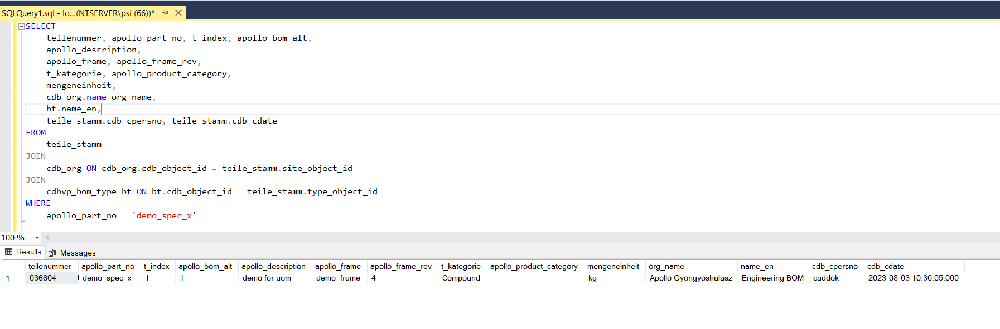 SQLQuery1.sql - lo...(NTSERVER\psi (66))*
SELECT
teilenummer, apollo_part_no, t_index, apollo_bom_alt,
apollo_description,
apollo_frame, apollo_frame_rev,
t_kategorie, apollo_product_category,
mengeneinheit,
cdb_org.name org_name,
bt.name_en,
teile_stamm.cdb_cpersno, teile_stamm.cdb_cdate
FROM
teile_stamm
JOIN
cdb_org ON cdb_org.cdb_object_id = teile_stamm.site_object_id
JOIN
cdbvp_bom_type bt ON bt.cdb_object_id = teile_stamm.type_object_id
WHERE
apollo_part_no = 'demo_spec_x'
100 %
Results Messages
teilenummer apollo_part_no t_index apollo_bom_alt apollo_description apollo_frame apollo_frame_rev t_kategorie apollo_product_category mengeneinheit org_name name_en cdb_cpersno cdb_cdate
1 036604 demo_spec_x 1 1 demo for uom demo_frame 4 Compound kg Apollo Gyongyoshalasz Engineering BOM caddok 2023-08-03 10:30:05.000